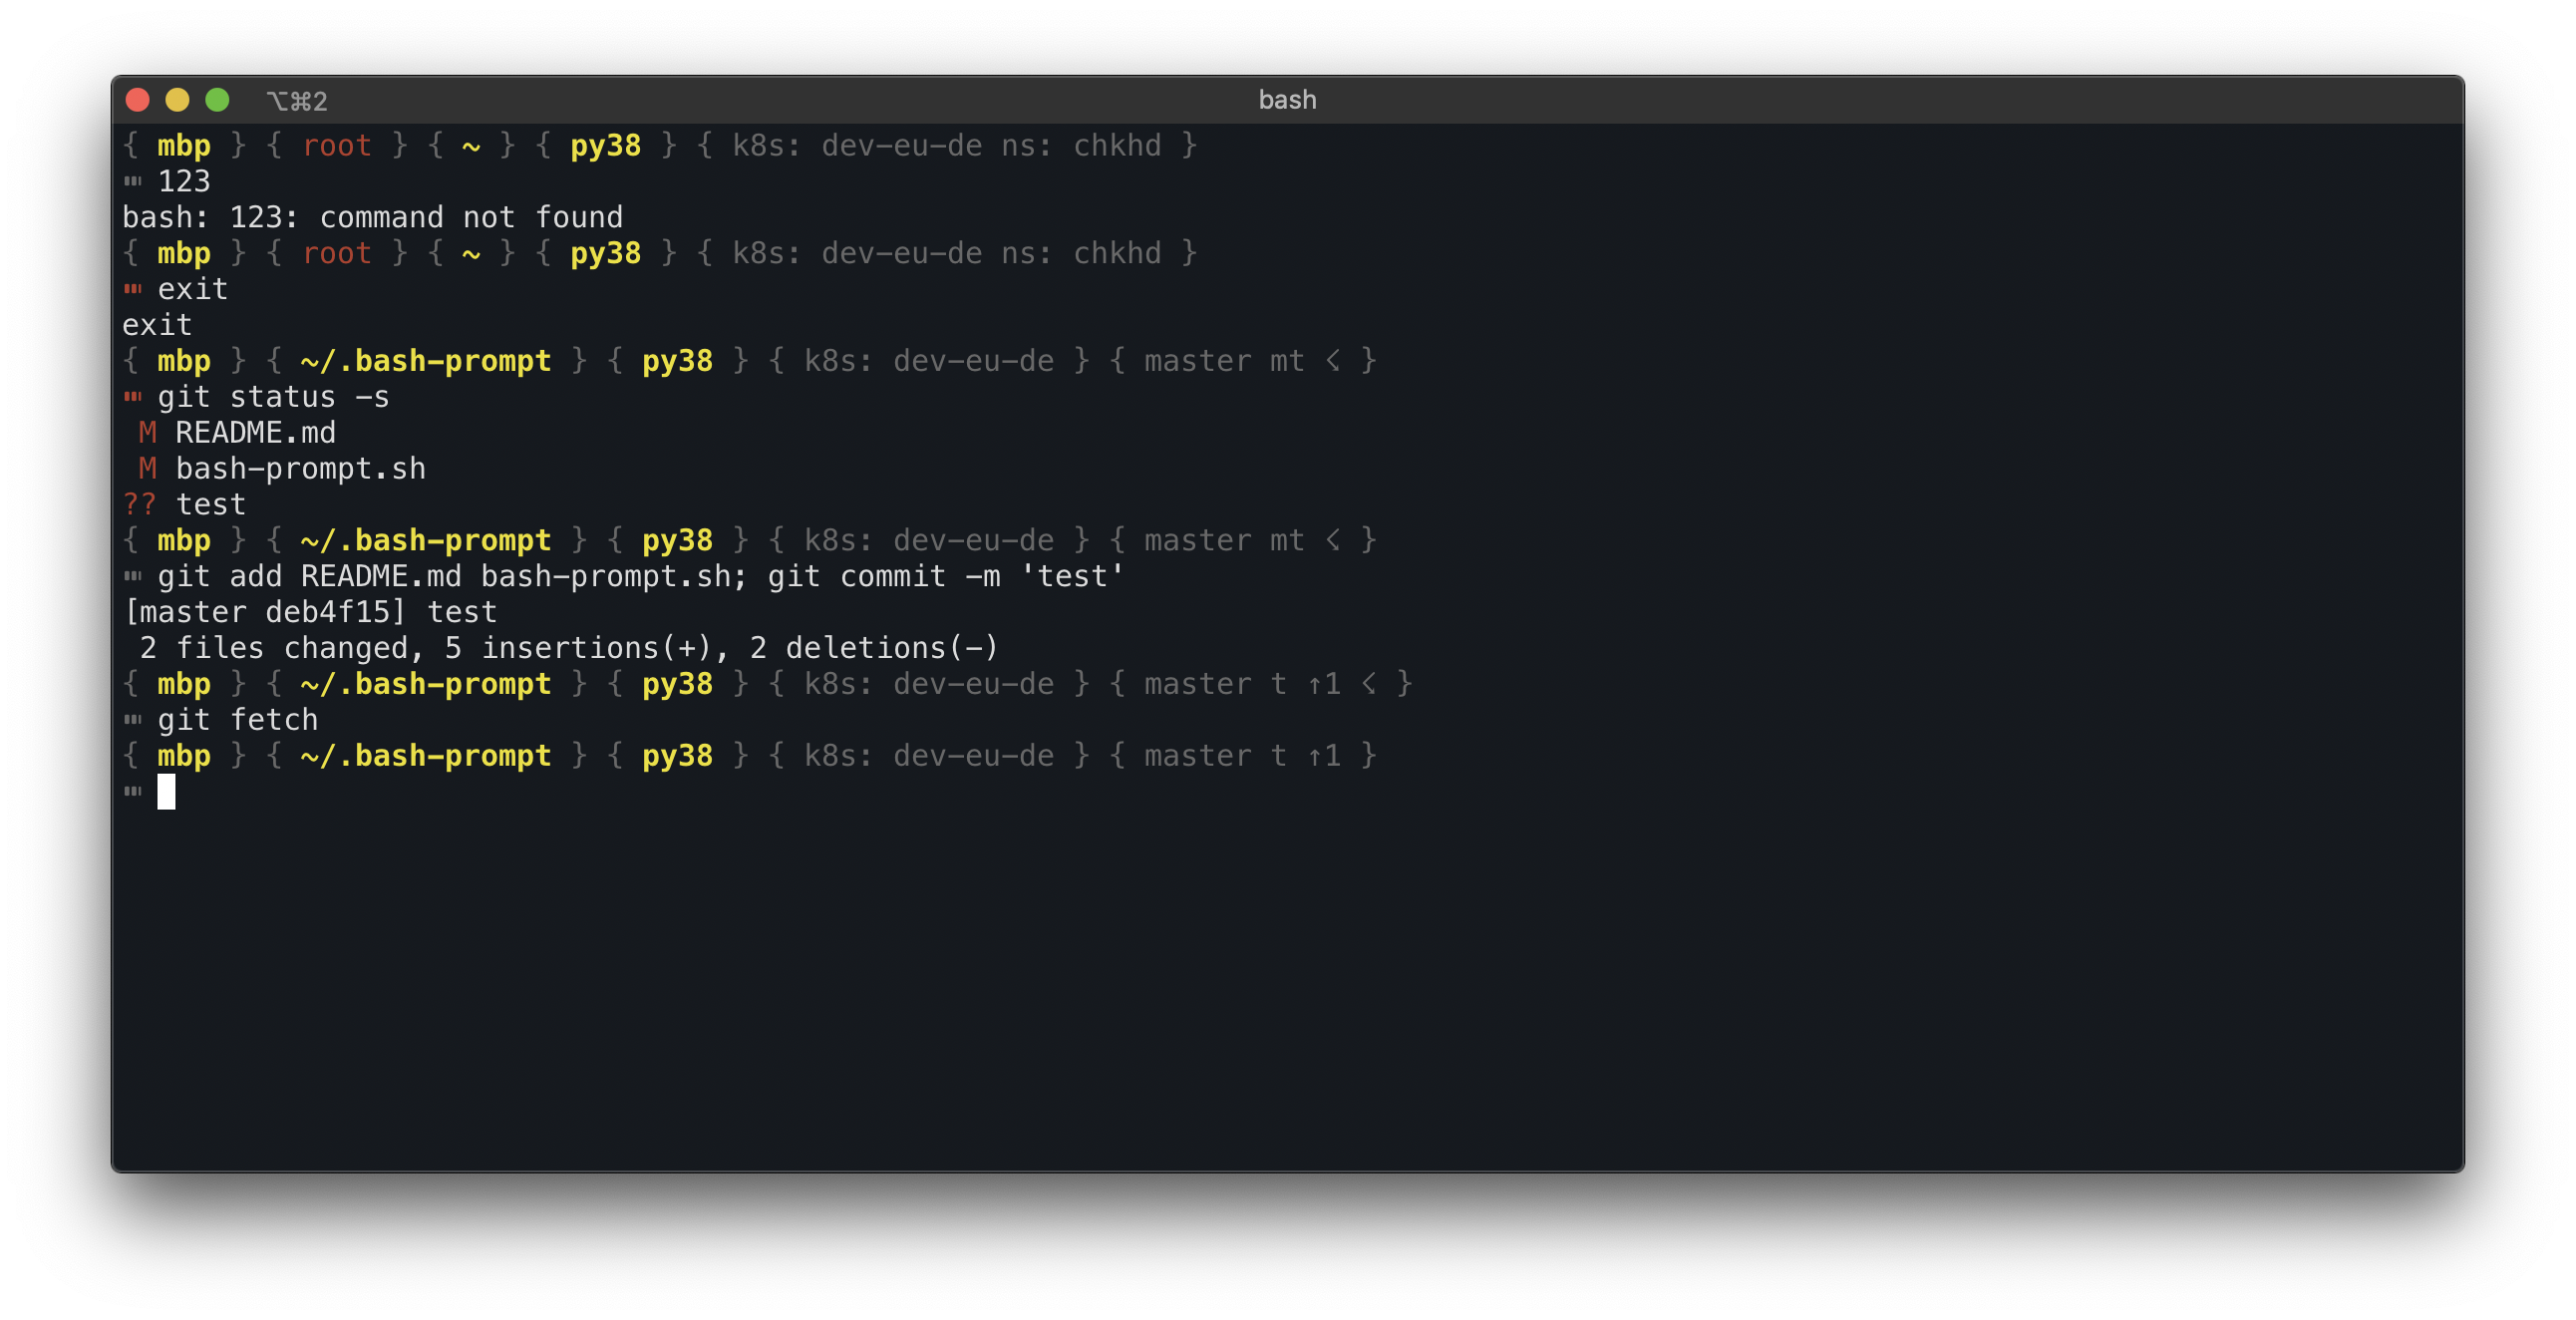 ⌥⌘2 bash
{ mbp } { root } { ~ } { py38 } { k8s: dev-eu-de ns: chkhd }
123
bash: 123: command not found
{ mbp } { root } { ~ } { py38 } { k8s: dev-eu-de ns: chkhd }
exit
exit
{ mbp } { ~/.bash-prompt } { py38 } { k8s: dev-eu-de } { master mt ☇ }
git status -s
 M README.md
 M bash-prompt.sh
?? test
{ mbp } { ~/.bash-prompt } { py38 } { k8s: dev-eu-de } { master mt ☇ }
git add README.md bash-prompt.sh; git commit -m 'test'
[master deb4f15] test
 2 files changed, 5 insertions(+), 2 deletions(-)
{ mbp } { ~/.bash-prompt } { py38 } { k8s: dev-eu-de } { master t ↑1 ☇ }
git fetch
{ mbp } { ~/.bash-prompt } { py38 } { k8s: dev-eu-de } { master t ↑1 }